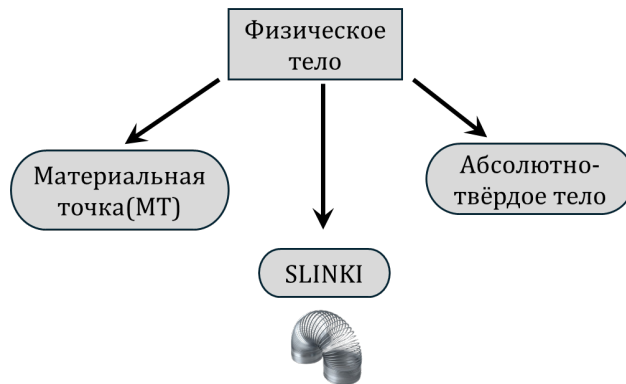 Физическое
тело
Материальная
точка(МТ)
Абсолютно-
твёрдое тело
SLINKI